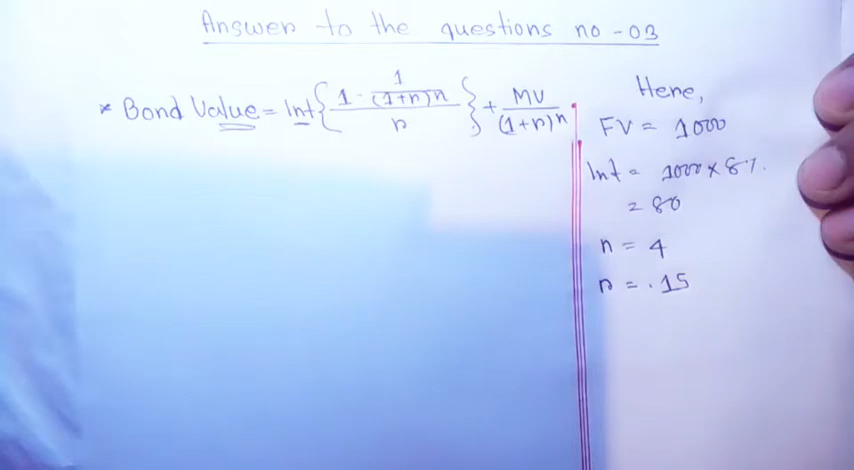 Answer to the questions no - 03
* Bond Value = Int { (1 - 1/(1+r)n) / r } + MV/(1+r)n
Here,
FV = 1000
Int = 1000 × 8%.
= 80
n = 4
r = .15